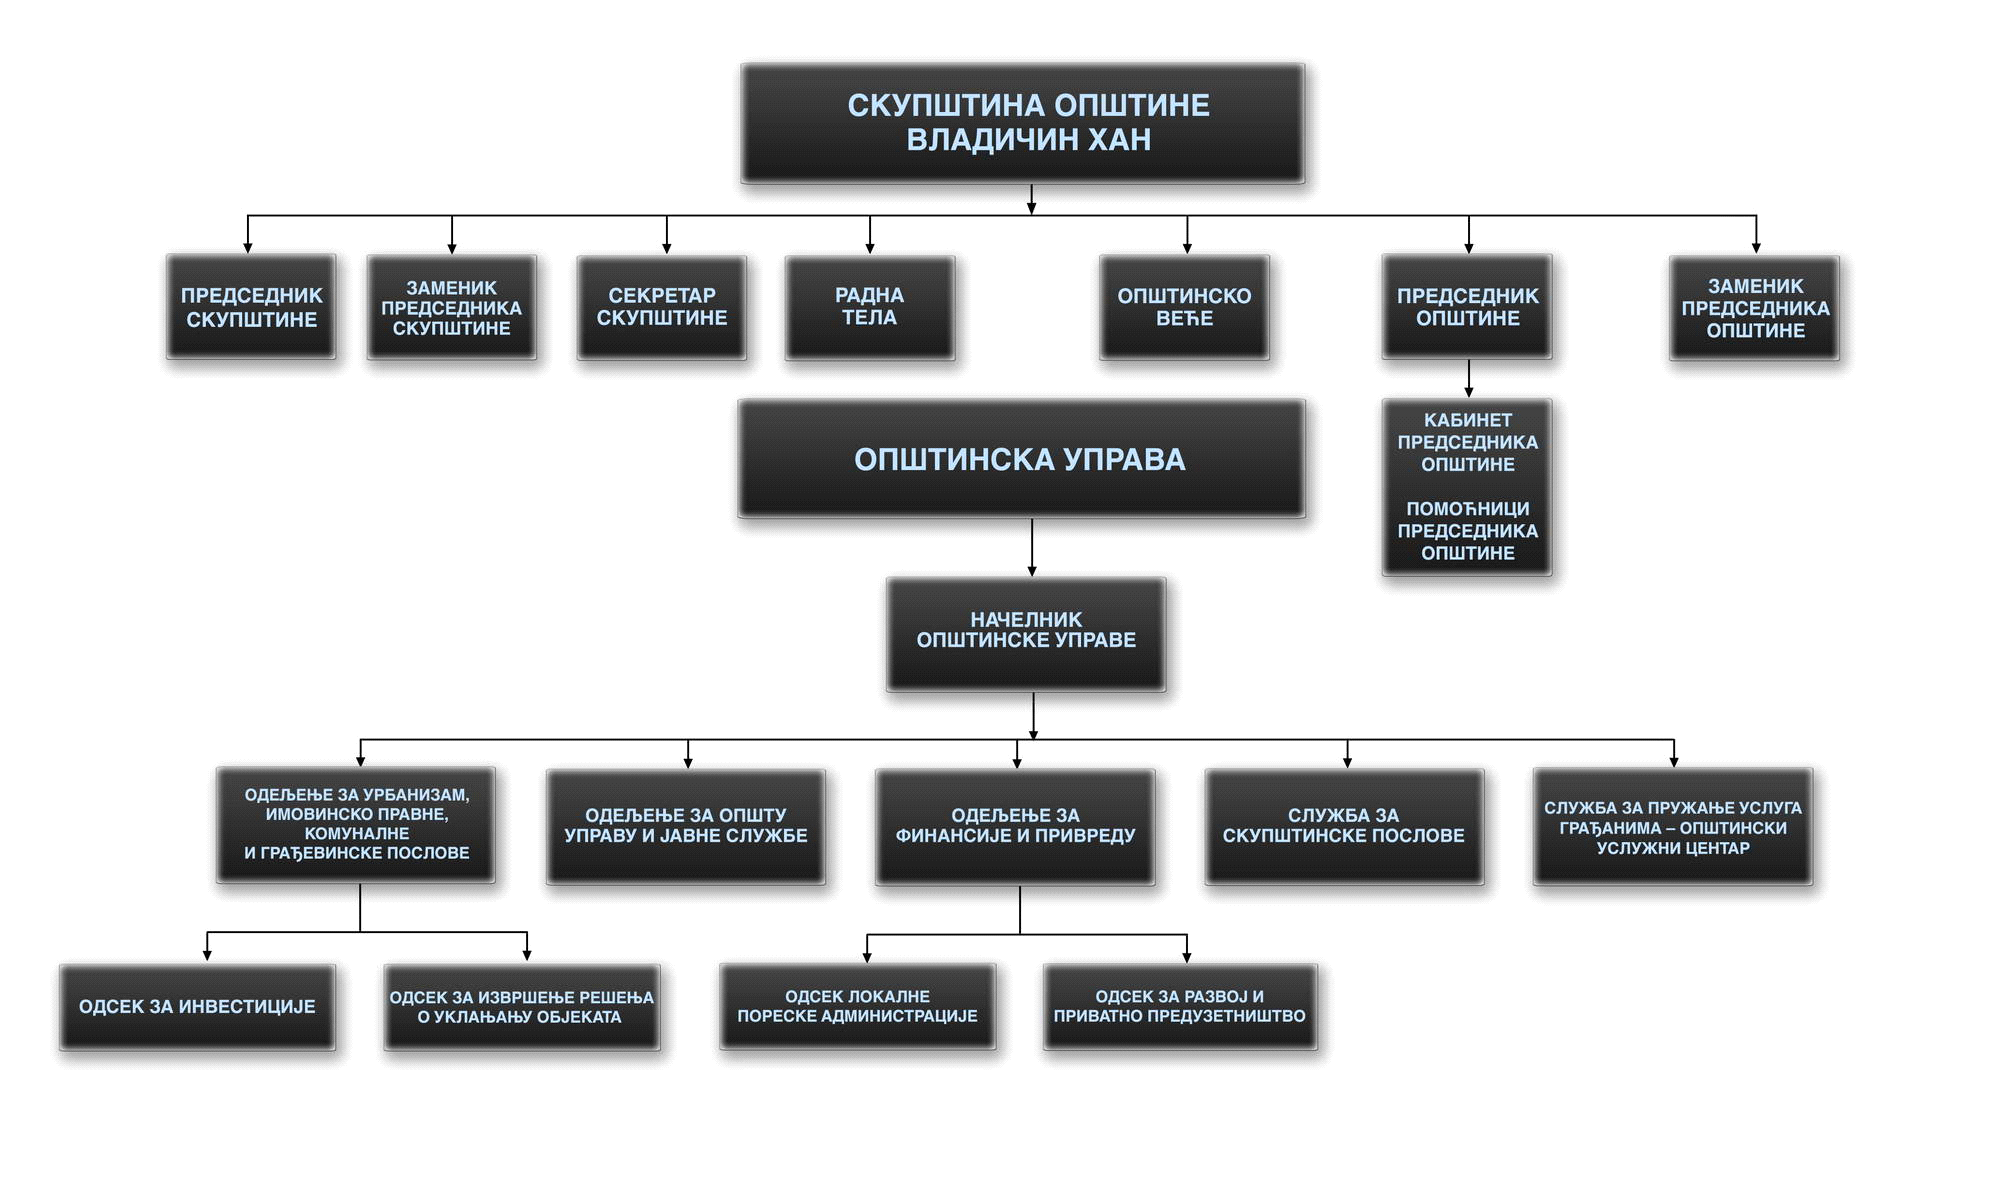 СКУПШТИНА ОПШТИНЕ
ВЛАДИЧИН ХАН
ПРЕДСЕДНИК
СКУПШТИНЕ
ЗАМЕНИК
ПРЕДСЕДНИКА
СКУПШТИНЕ
СЕКРЕТАР
СКУПШТИНЕ
РАДНА
ТЕЛА
ОПШТИНСКО
ВЕЋЕ
ПРЕДСЕДНИК
ОПШТИНЕ
ЗАМЕНИК
ПРЕДСЕДНИКА
ОПШТИНЕ
КАБИНЕТ
ПРЕДСЕДНИКА
ОПШТИНЕ
ПОМОЋНИЦИ
ПРЕДСЕДНИКА
ОПШТИНЕ
ОПШТИНСКА УПРАВА
НАЧЕЛНИК
ОПШТИНСКЕ УПРАВЕ
ОДЕЉЕЊЕ ЗА УРБАНИЗАМ,
ИМОВИНСКО ПРАВНЕ,
КОМУНАЛНЕ
И ГРАЂЕВИНСКЕ ПОСЛОВЕ
ОДЕЉЕЊЕ ЗА ОПШТУ
УПРАВУ И ЈАВНЕ СЛУЖБЕ
ОДЕЉЕЊЕ ЗА
ФИНАНСИЈЕ И ПРИВРЕДУ
СЛУЖБА ЗА
СКУПШТИНСКЕ ПОСЛОВЕ
СЛУЖБА ЗА ПРУЖАЊЕ УСЛУГА
ГРАЂАНИМА – ОПШТИНСКИ
УСЛУЖНИ ЦЕНТАР
ОДСЕК ЗА ИНВЕСТИЦИЈЕ
ОДСЕК ЗА ИЗВРШЕЊЕ РЕШЕЊА
О УКЛАЊАЊУ ОБЈЕКАТА
ОДСЕК ЛОКАЛНЕ
ПОРЕСКЕ АДМИНИСТРАЦИЈЕ
ОДСЕК ЗА РАЗВОЈ И
ПРИВАТНО ПРЕДУЗЕТНИШТВО